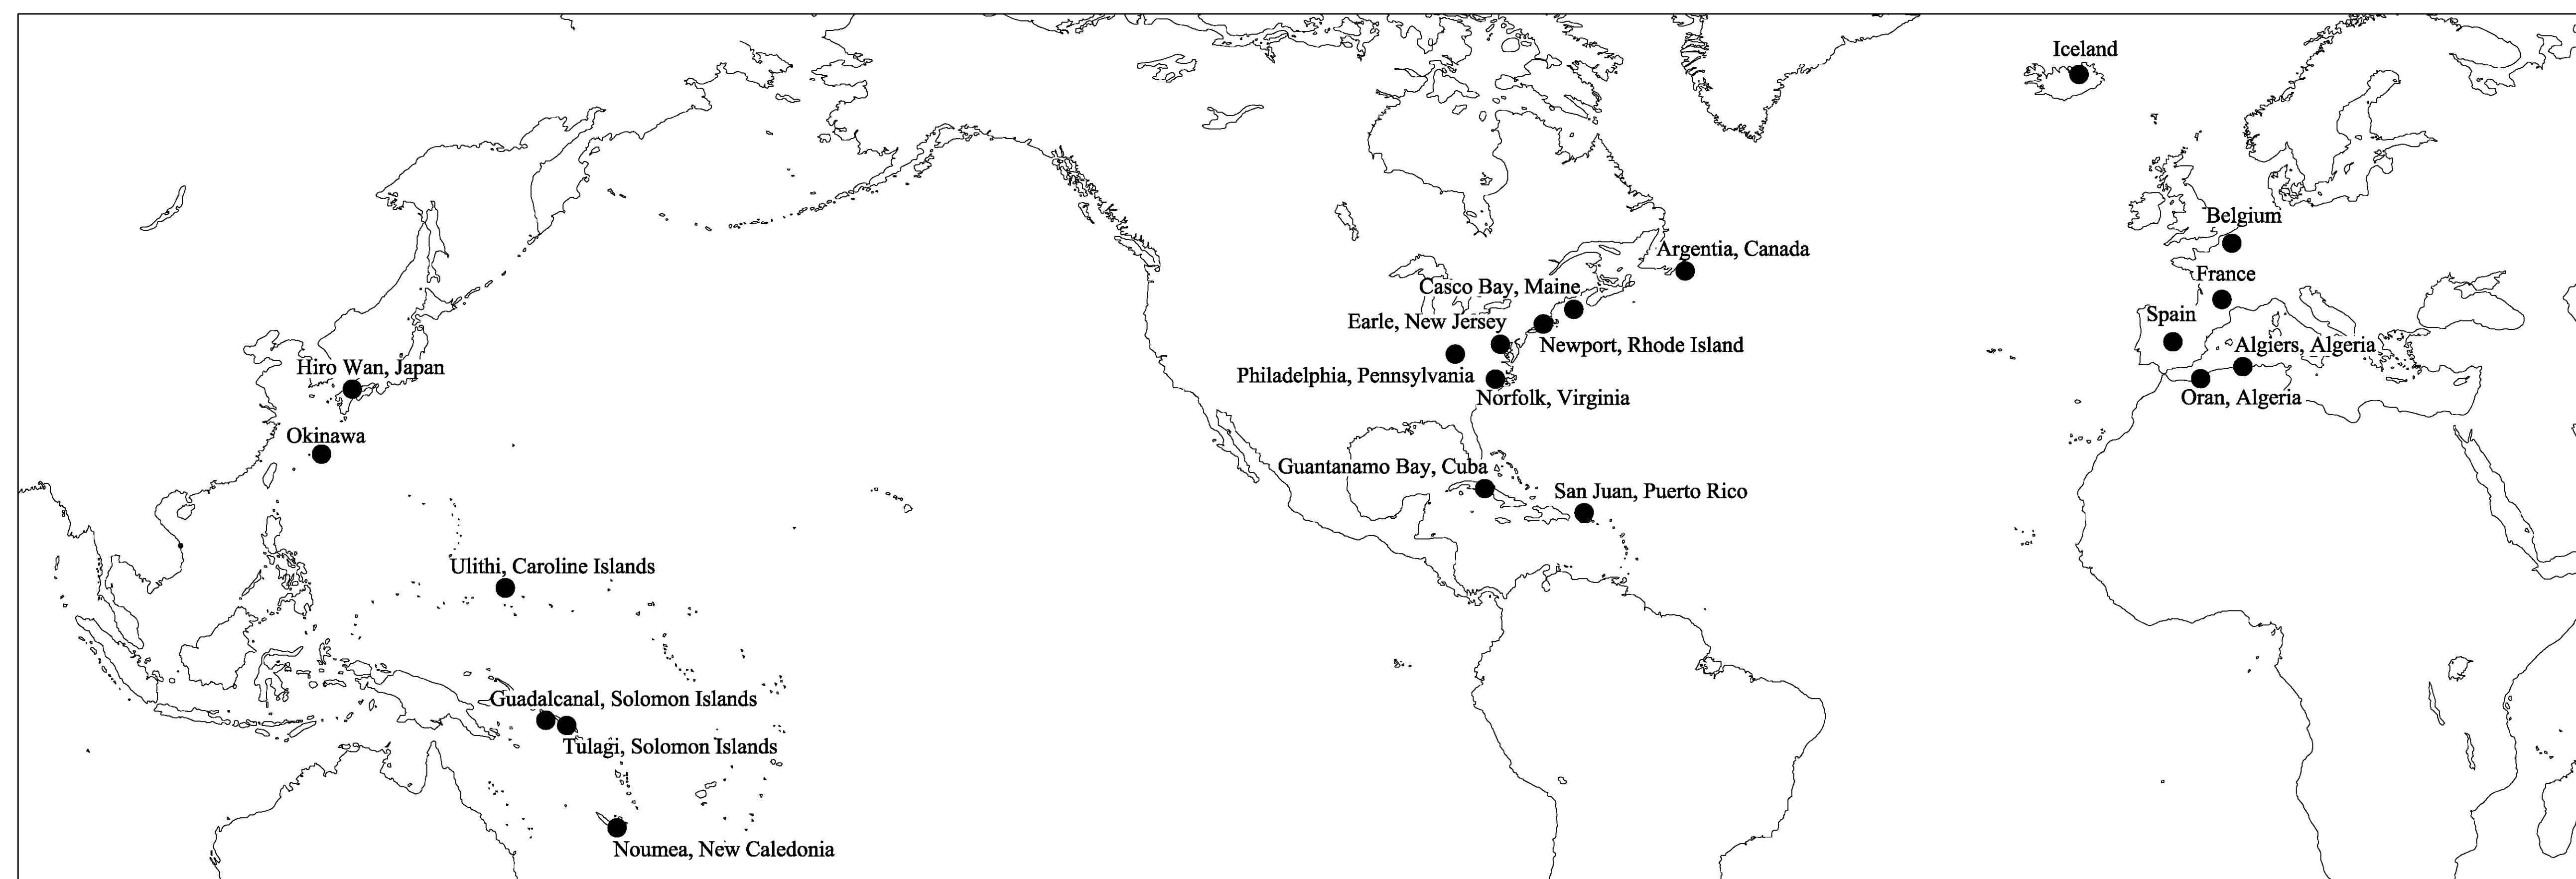 Iceland
Belgium
Argentia, Canada
France
Casco Bay, Maine
Spain
Earle, New Jersey
Newport, Rhode Island
Algiers, Algeria
Hiro Wan, Japan
Philadelphia, Pennsylvania
Norfolk, Virginia
Oran, Algeria
Okinawa
Guantanamo Bay, Cuba
San Juan, Puerto Rico
Ulithi, Caroline Islands
Guadalcanal, Solomon Islands
Tulagi, Solomon Islands
Noumea, New Caledonia